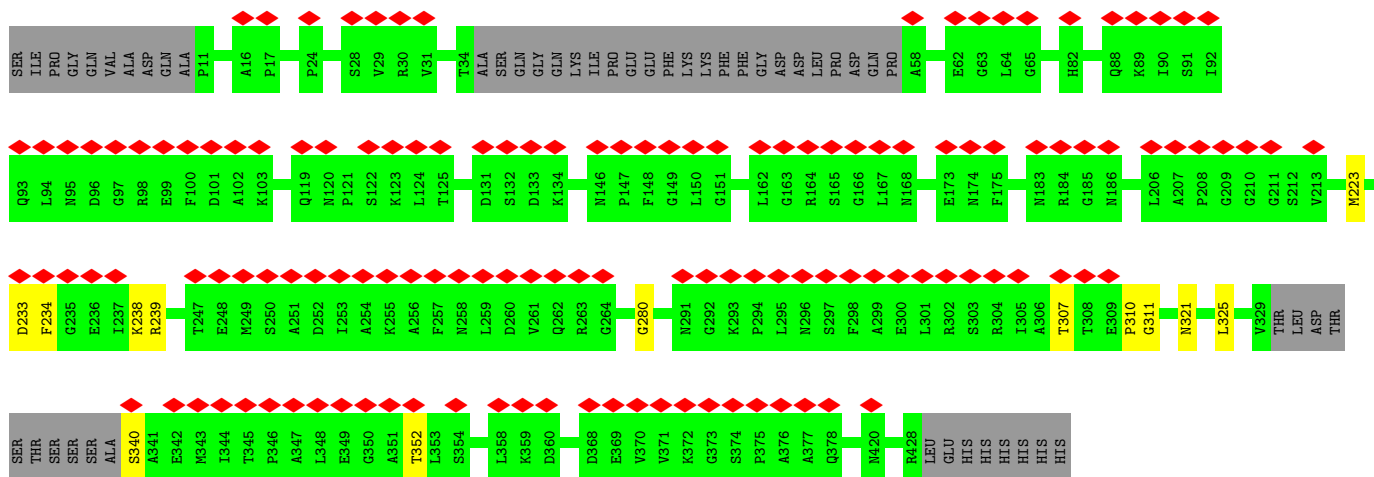 SER ILE PRO GLY GLN VAL ALA ASP GLN ALA P11 A16 P17 P24 S28 V29 R30 V31 T34 ALA SER GLN GLY GLN LYS ILE PRO GLU GLU PHE LYS LYS PHE PHE GLY ASP ASP LEU PRO ASP GLN PRO A58 E62 G63 L64 G65 H82 Q88 K89 I90 S91 I92
Q93 L94 N95 D96 G97 R98 E99 F100 D101 A102 K103 Q119 N120 P121 S122 K123 L124 T125 D131 S132 D133 K134 N146 P147 F148 G149 L150 G151 L162 G163 R164 S165 G166 L167 N168 E173 N174 F175 N183 R184 G185 N186 L206 A207 P208 G209 G210 G211 S212 V213 M223
D233 F234 G235 E236 I237 K238 R239 T247 E248 M249 S250 A251 D252 T253 A254 K255 A256 F257 N258 L259 D260 V261 Q262 R263 G264 G280 N291 G292 K293 P294 L295 N296 S297 F298 A299 E300 L301 R302 S303 R304 I305 A306 T307 T308 E309 P310 G311 N321 L325 V329 THR LEU ASP THR
SER THR SER SER SER ALA S340 A341 E342 M343 I344 T345 P346 A347 L348 E349 G350 A351 T352 L353 S354 L358 K359 D360 D368 E369 V370 V371 K372 G373 S374 P375 A376 A377 Q378 N420 R428 LEU GLU HIS HIS HIS HIS HIS HIS